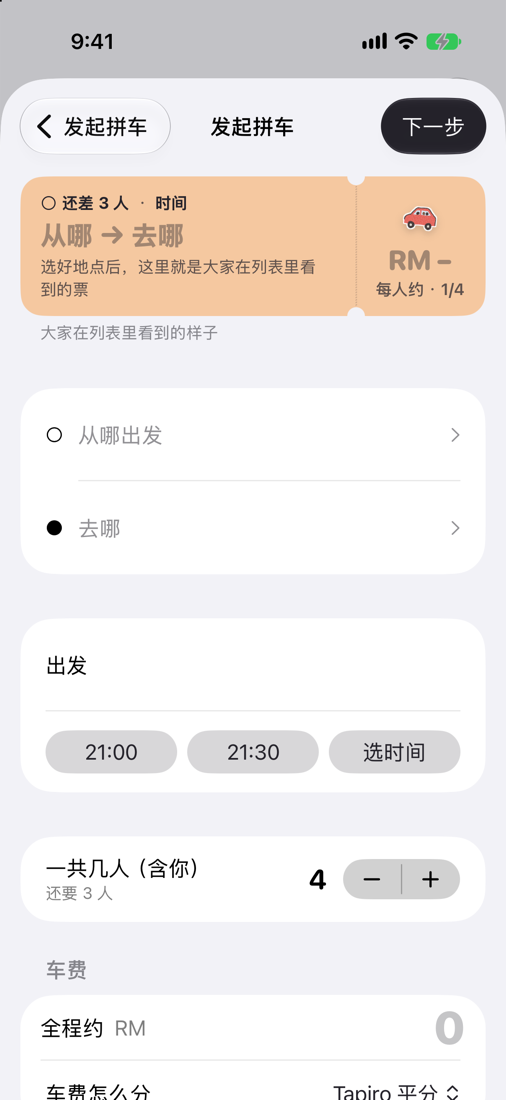 9:41
发起拼车
发起拼车
下一步
还差 3 人 · 时间
从哪 → 去哪
选好地点后，这里就是大家在列表里看
到的票
RM –
每人约 · 1/4
大家在列表里看到的样子
从哪出发
去哪
出发
21:00
21:30
选时间
一共几人（含你）
还要 3 人
4
车费
全程约 RM
0
车费怎么分
Tapiro 平分